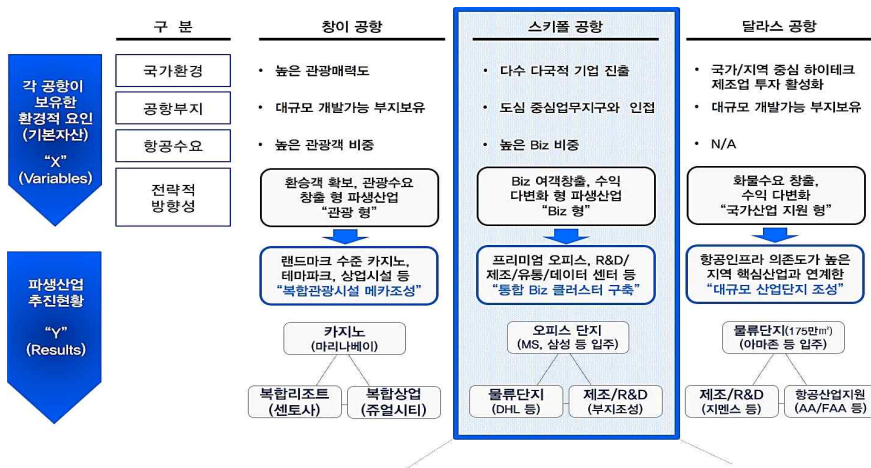 구 분
창이 공항
스키폴 공항
달라스 공항
각 공항이
보유한
환경적 요인
(기본자산)
"X"
(Variables)
국가환경
• 높은 관광매력도
• 다수 다국적 기업 진출
• 국가/지역 중심 하이테크
제조업 투자 활성화
공항부지
• 대규모 개발가능 부지보유
• 도심 중심업무지구와 인접
• 대규모 개발가능 부지보유
항공수요
• 높은 관광객 비중
• 높은 Biz 비중
• N/A
전략적
방향성
환승객 확보, 관광수요
창출 형 파생산업
"관광 형"
Biz 여객창출, 수익
다변화 형 파생산업
"Biz 형"
화물수요 창출,
수익 다변화
"국가산업 지원 형"
파생산업
추진현황
"Y"
(Results)
랜드마크 수준 카지노,
테마파크, 상업시설 등
"복합관광시설 메카조성"
프리미엄 오피스, R&D/
제조/유통/데이터 센터 등
"통합 Biz 클러스터 구축"
항공인프라 의존도가 높은
지역 핵심산업과 연계한
"대규모 산업단지 조성"
카지노
(마리나베이)
오피스 단지
(MS, 삼성 등 입주)
물류단지(175만㎡)
(아마존 등 입주)
복합리조트
(센토사)
복합상업
(쥬얼시티)
물류단지
(DHL 등)
제조/R&D
(부지조성)
제조/R&D
(지멘스 등)
항공산업지원
(AA/FAA 등)